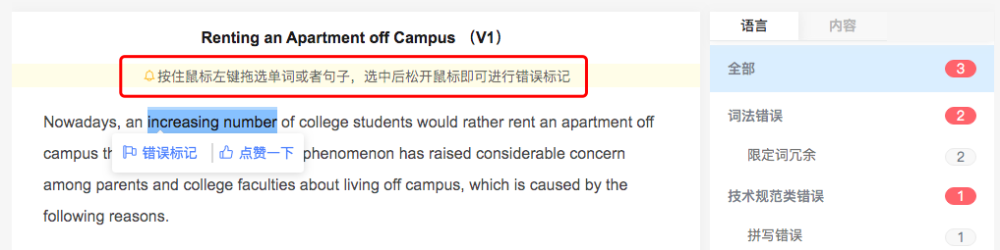 Renting an Apartment off Campus （V1）
按住鼠标左键拖选单词或者句子，选中后松开鼠标即可进行错误标记
Nowadays, an increasing number of college students would rather rent an apartment off
campus th
错误标记 点赞一下
phenomenon has raised considerable concern
among parents and college faculties about living off campus, which is caused by the
following reasons.
语言 内容
全部 3
词法错误 2
限定词冗余 2
技术规范类错误 1
拼写错误 1